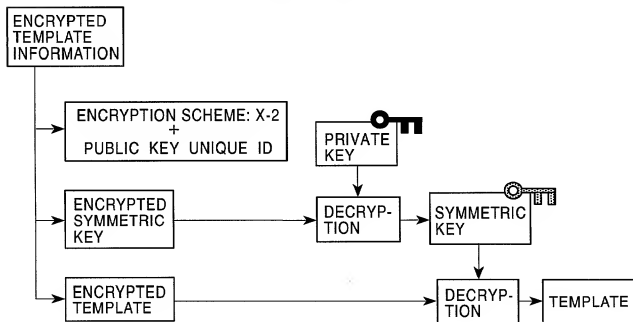 ENCRYPTED
TEMPLATE
INFORMATION
ENCRYPTION SCHEME: X-2
+
PUBLIC KEY UNIQUE ID
PRIVATE
KEY
ENCRYPTED
SYMMETRIC
KEY
DECRYP-
TION
SYMMETRIC
KEY
ENCRYPTED
TEMPLATE
DECRYP-
TION
TEMPLATE